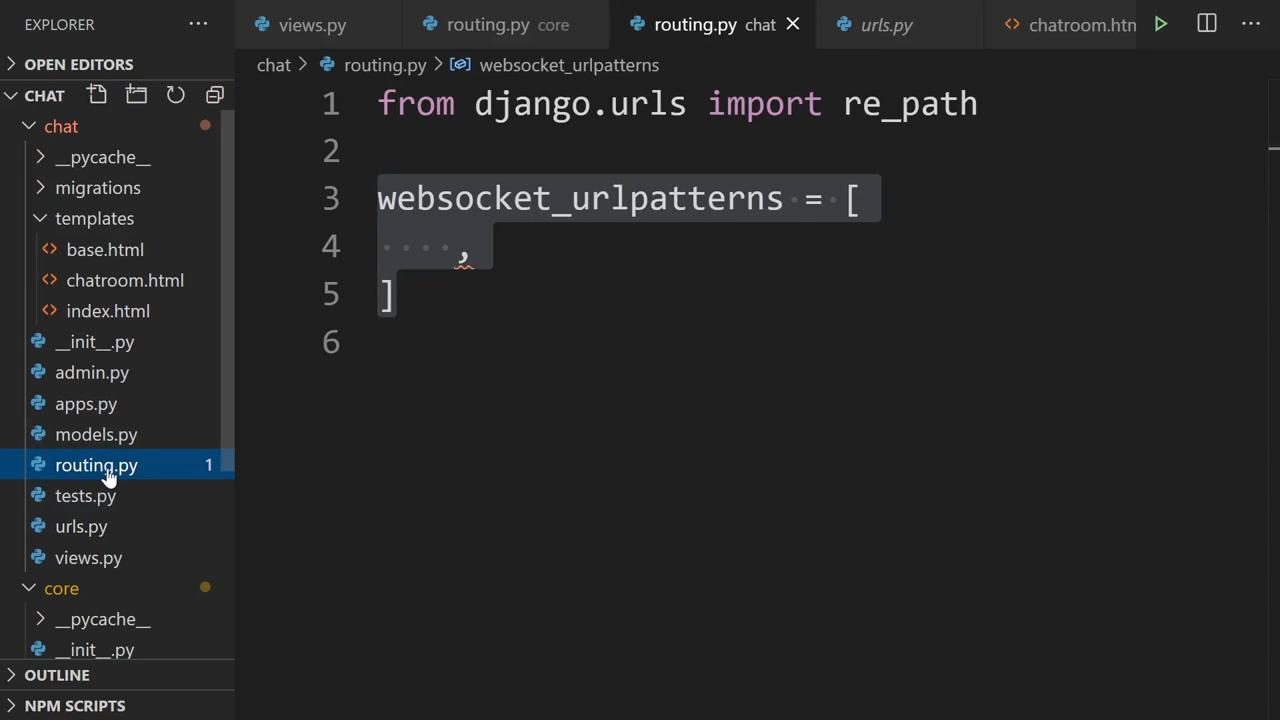 EXPLORER
views.py
routing.py core
routing.py chat
urls.py
chatroom.htm
OPEN EDITORS
chat
routing.py
websocket_urlpatterns
CHAT
1 from django.urls import re_path
2
3 websocket_urlpatterns = [
4 ,
5 ]
6
chat
__pycache__
migrations
templates
base.html
chatroom.html
index.html
__init__.py
admin.py
apps.py
models.py
routing.py 1
tests.py
urls.py
views.py
core
__pycache__
__init__.py
OUTLINE
NPM SCRIPTS